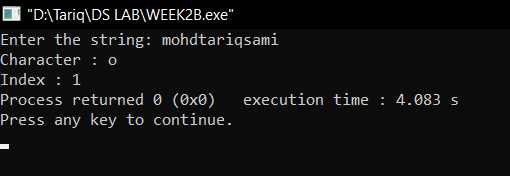 "D:\Tariq\DS LAB\WEEK2B.exe"
Enter the string: mohdtariqsami
Character : o
Index : 1
Process returned 0 (0x0)   execution time : 4.083 s
Press any key to continue.